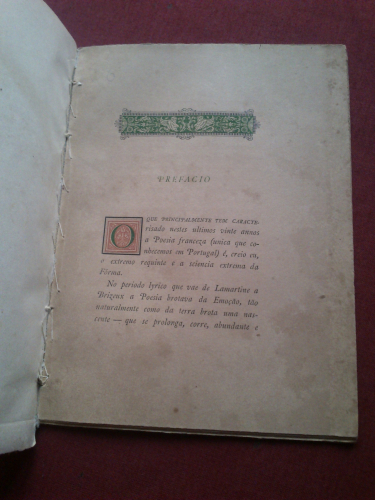 PREFACIO
O QUE PRINCIPALMENTE TEM CARACTE-
risado nestes ultimos vinte annos
a Poesia franceza (unica que co-
nhecemos em Portugal) é, creio eu,
o extremo requinte e a sciencia extrema da
Fórma.
No periodo lyrico que vae de Lamartine a
Brizeux a Poesia brotava da Emoção, tão
naturalmente como da terra brota uma nas-
cente — que se prolonga, corre, abundante e